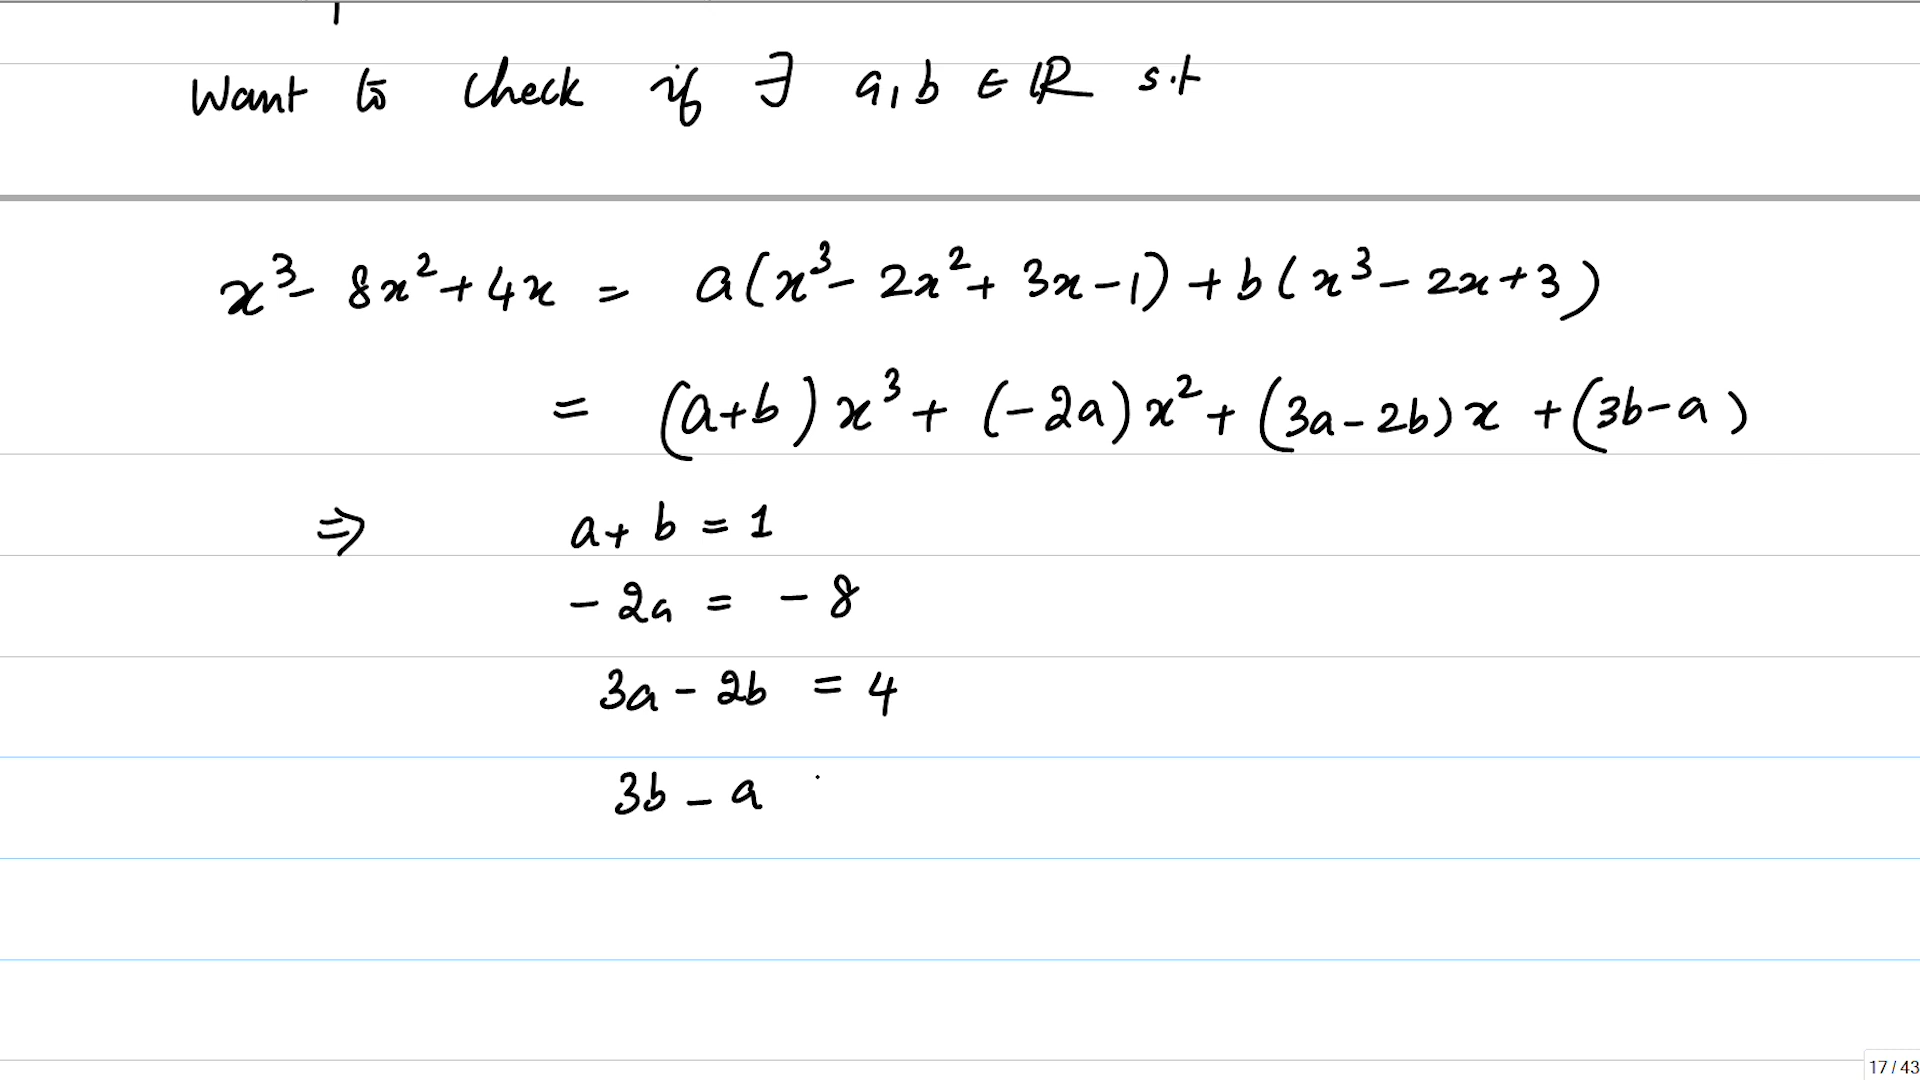 Want to check if ∃ a, b ∈ ℝ s.t
x³ - 8x² + 4x = a(x³ - 2x² + 3x - 1) + b(x³ - 2x + 3)
= (a+b)x³ + (-2a)x² + (3a - 2b)x + (3b - a)
⇒ a + b = 1
- 2a = - 8
3a - 2b = 4
3b - a
17 / 43